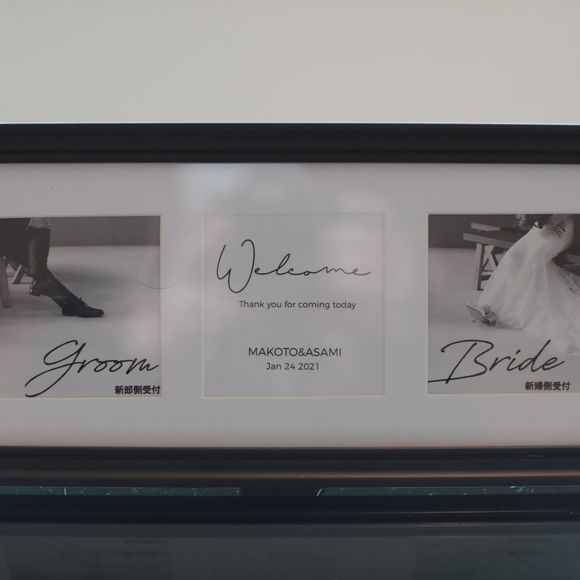 Groom
新郎側受付
Welcome
Thank you for coming today
MAKOTO&ASAMI
Jan 24 2021
Bride
新婦側受付